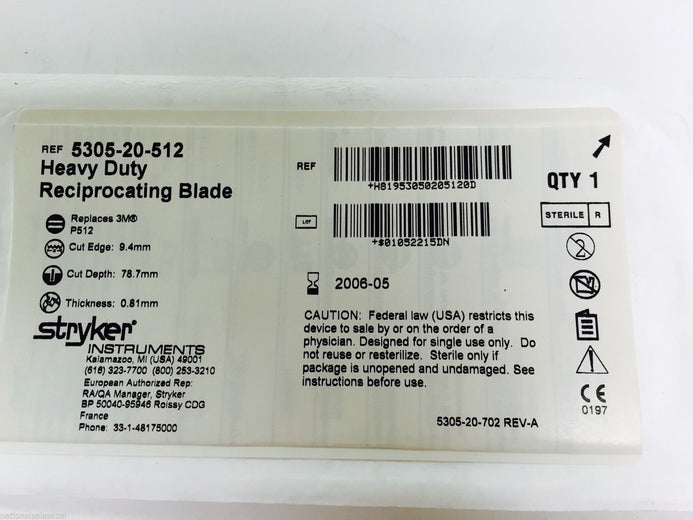 REF 5305-20-512
Heavy Duty
Reciprocating Blade
Replaces 3M®
P512
Cut Edge: 9.4mm
Cut Depth: 78.7mm
Thickness: 0.81mm
stryker®
INSTRUMENTS
Kalamazoo, MI (USA) 49001
(616) 323-7700 (800) 253-3210
European Authorized Rep:
RA/QA Manager, Stryker
BP 50040-95946 Roissy CDG
France
Phone: 33-1-48175000
REF
+H81953050205120D
LOT
+$01052215DN
2006-05
CAUTION: Federal law (USA) restricts this
device to sale by or on the order of a
physician. Designed for single use only. Do
not reuse or resterilize. Sterile only if
package is unopened and undamaged. See
instructions before use.
5305-20-702 REV-A
QTY 1
STERILE R
2
CE
0197
nationalsales2pl